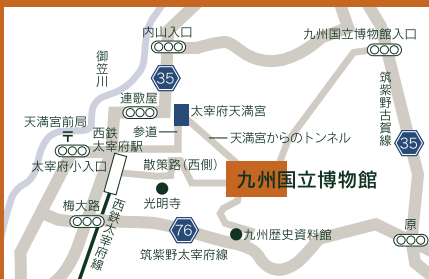 内山入口
九州国立博物館入口
御笠川
35
筑紫野古賀線
連歌屋
太宰府天満宮
天満宮前局
参道
天満宮からのトンネル
35
西鉄
太宰府駅
太宰府小入口
散策路(西側)
九州国立博物館
光明寺
梅大路
西鉄太宰府線
76
九州歴史資料館
原
筑紫野太宰府線